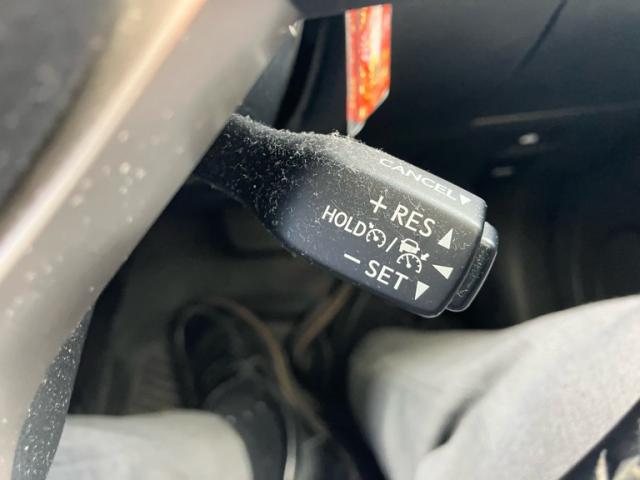 CANCEL▼
+ RES ▲
HOLD / ◀
− SET ▼